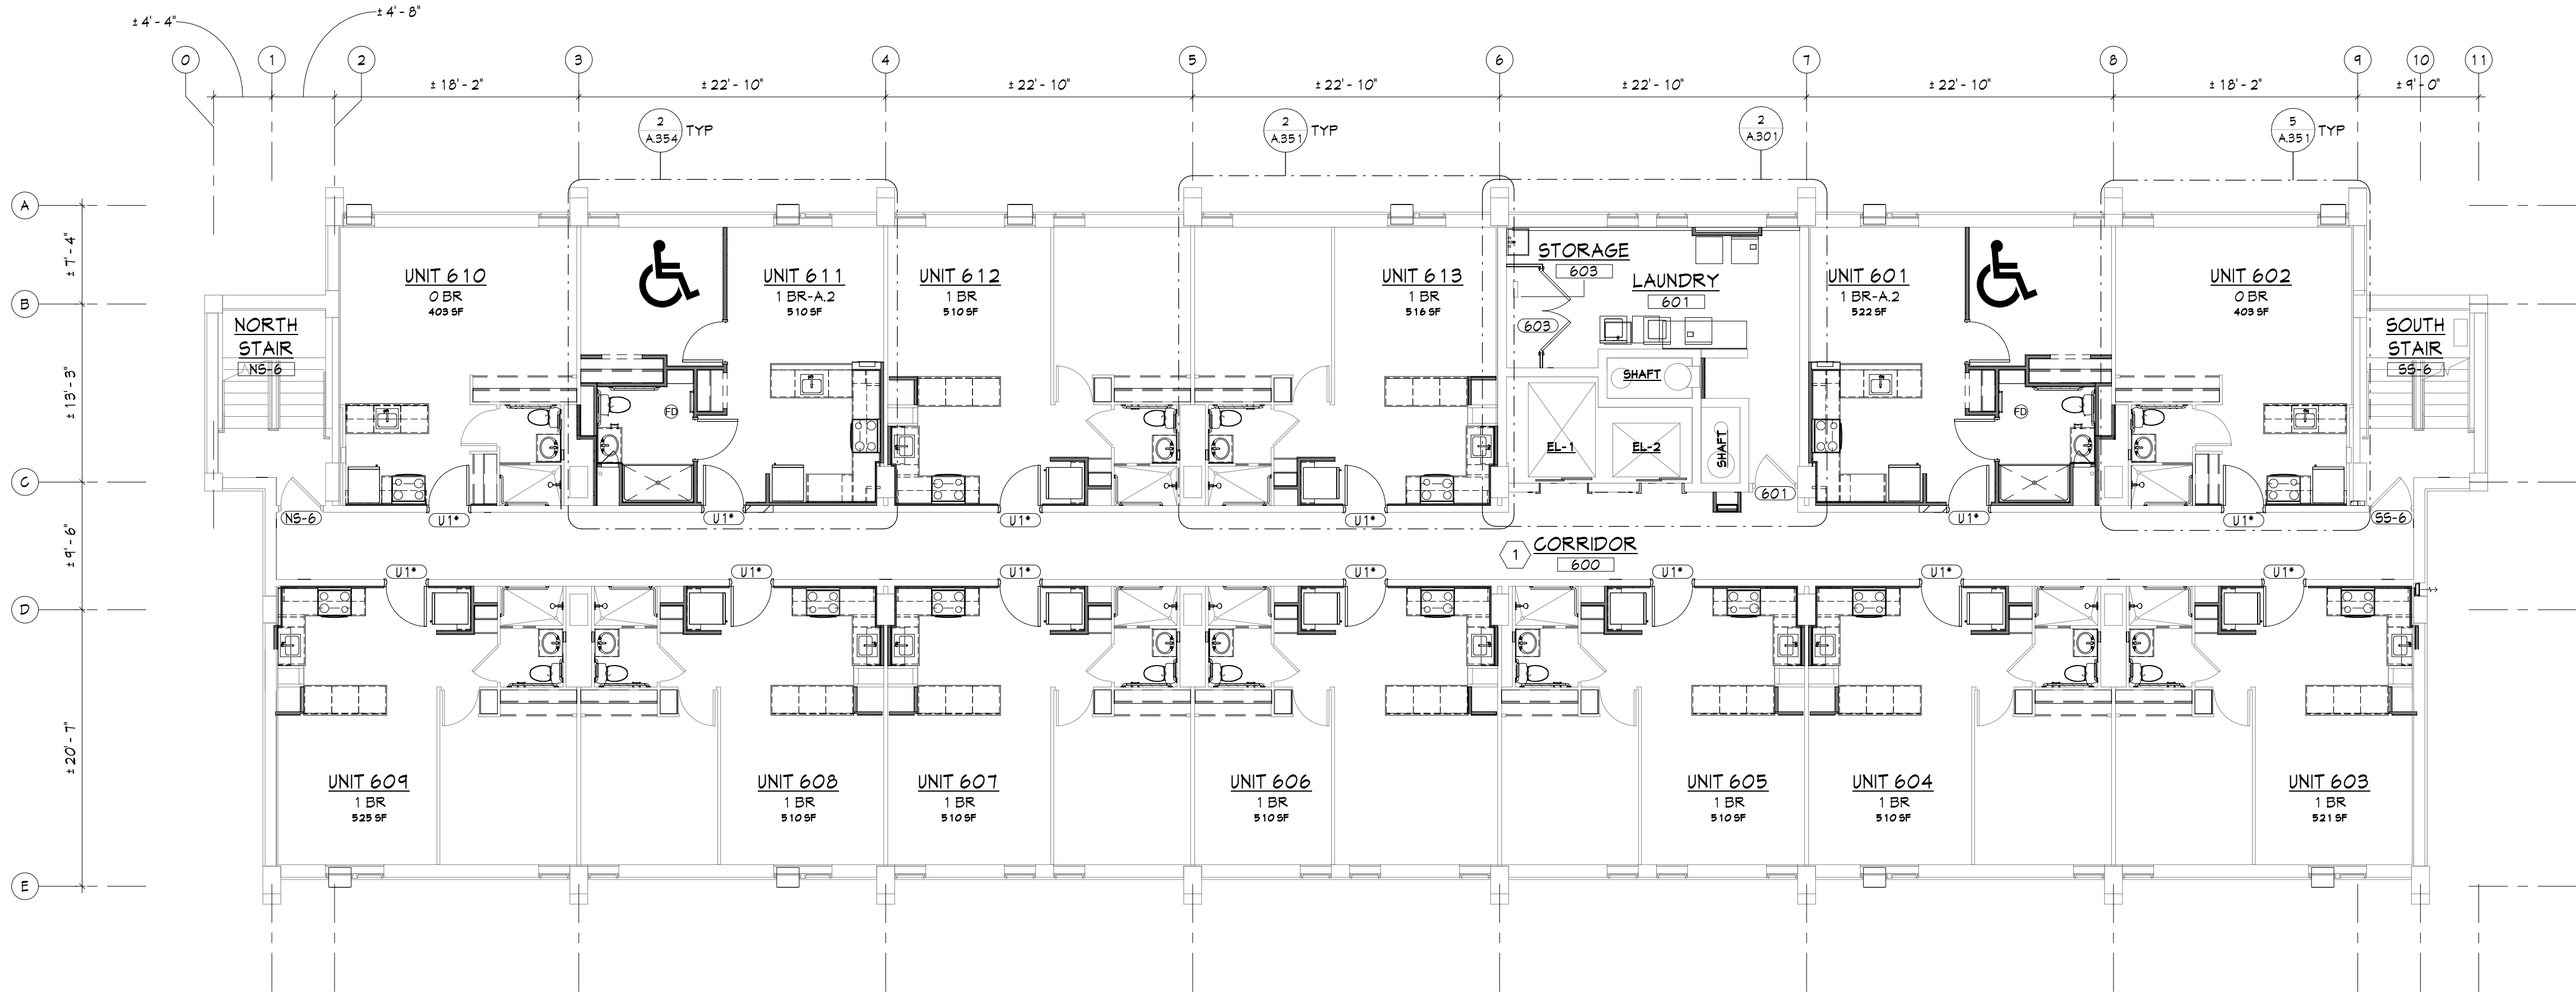 ± 4' - 4"
± 4' - 8"
0
1
2
3
4
5
6
7
8
9
10
11
± 18' - 2"
± 22' - 10"
± 22' - 10"
± 22' - 10"
± 22' - 10"
± 22' - 10"
± 18' - 2"
± 9' - 0"
2
A.354
TYP
2
A.351
TYP
2
A.301
5
A.351
TYP
A
B
C
D
E
± 7' - 4"
± 13' - 3"
± 9' - 6"
± 20' - 7"
NORTH
STAIR
NS-6
UNIT 610
0 BR
403 SF
UNIT 611
1 BR-A.2
510 SF
UNIT 612
1 BR
510 SF
UNIT 613
1 BR
516 SF
STORAGE
603
LAUNDRY
601
603
UNIT 601
1 BR-A.2
522 SF
UNIT 602
0 BR
403 SF
SOUTH
STAIR
SS-6
SHAFT
FD
FD
EL-1
EL-2
SHAFT
601
NS-6
U1*
U1*
U1*
U1*
U1*
U1*
SS-6
1
CORRIDOR
600
U1*
U1*
U1*
U1*
U1*
U1*
U1*
UNIT 609
1 BR
525 SF
UNIT 608
1 BR
510 SF
UNIT 607
1 BR
510 SF
UNIT 606
1 BR
510 SF
UNIT 605
1 BR
510 SF
UNIT 604
1 BR
510 SF
UNIT 603
1 BR
521 SF